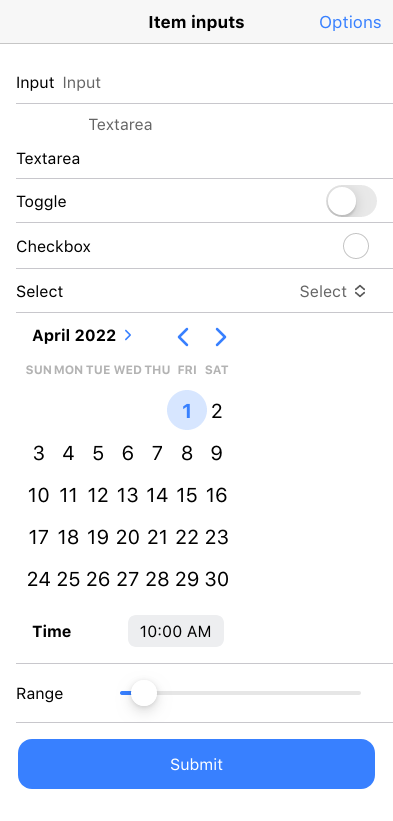 Item inputs Options
Input Input
Textarea
Textarea
Toggle
Checkbox
Select Select
April 2022
SUN MON TUE WED THU FRI SAT
1 2
3 4 5 6 7 8 9
10 11 12 13 14 15 16
17 18 19 20 21 22 23
24 25 26 27 28 29 30
Time 10:00 AM
Range
Submit